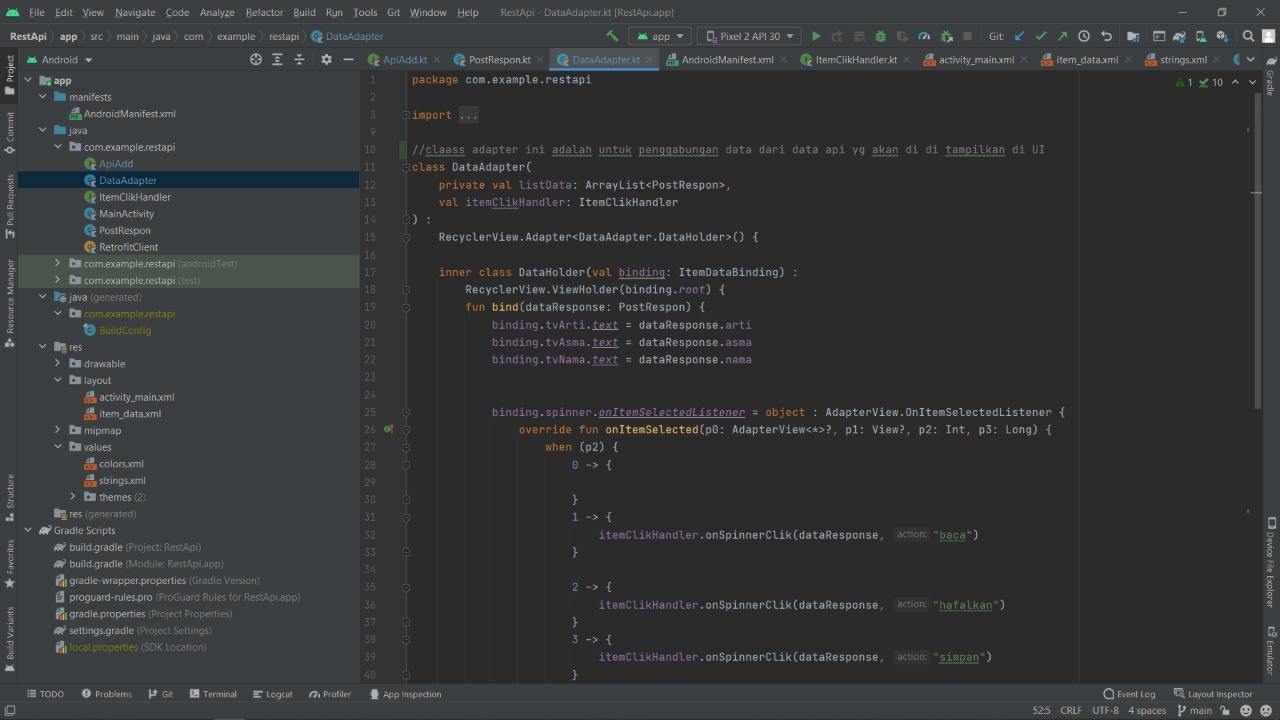 File Edit View Navigate Code Analyze Refactor Build Run Tools Git Window Help RestApi - DataAdapter.kt [RestApi.app]
RestApi app src main java com example restapi DataAdapter app Pixel 2 API 30 Git:
Android ApiAdd.kt PostRespon.kt DataAdapter.kt AndroidManifest.xml ItemClikHandler.kt activity_main.xml item_data.xml strings.xml
Project
Commit
Pull Requests
Resource Manager
Structure
Favorites
Build Variants
app
manifests
AndroidManifest.xml
java
com.example.restapi
ApiAdd
DataAdapter
ItemClikHandler
MainActivity
PostRespon
RetrofitClient
com.example.restapi (androidTest)
com.example.restapi (test)
java (generated)
com.example.restapi
BuildConfig
res
drawable
layout
activity_main.xml
item_data.xml
mipmap
values
colors.xml
strings.xml
themes (2)
res (generated)
Gradle Scripts
build.gradle (Project: RestApi)
build.gradle (Module: RestApi.app)
gradle-wrapper.properties (Gradle Version)
proguard-rules.pro (ProGuard Rules for RestApi.app)
gradle.properties (Project Properties)
settings.gradle (Project Settings)
local.properties (SDK Location)
1 package com.example.restapi
2
3 import ...
9
10 //claass adapter ini adalah untuk penggabungan data dari data api yg akan di di tampilkan di UI
11 class DataAdapter(
12 private val listData: ArrayList<PostRespon>,
13 val itemClikHandler: ItemClikHandler
14 ) :
15 RecyclerView.Adapter<DataAdapter.DataHolder>() {
16
17 inner class DataHolder(val binding: ItemDataBinding) :
18 RecyclerView.ViewHolder(binding.root) {
19 fun bind(dataResponse: PostRespon) {
20 binding.tvArti.text = dataResponse.arti
21 binding.tvAsma.text = dataResponse.asma
22 binding.tvNama.text = dataResponse.nama
23
24
25 binding.spinner.onItemSelectedListener = object : AdapterView.OnItemSelectedListener {
26 override fun onItemSelected(p0: AdapterView<*>?, p1: View?, p2: Int, p3: Long) {
27 when (p2) {
28 0 -> {
29
30 }
31 1 -> {
32 itemClikHandler.onSpinnerClik(dataResponse, action: "baca")
33 }
34
35 2 -> {
36 itemClikHandler.onSpinnerClik(dataResponse, action: "hafalkan")
37 }
38 3 -> {
39 itemClikHandler.onSpinnerClik(dataResponse, action: "simpan")
40 }
1 10
Gradle
Device File Explorer
Emulator
TODO Problems Git Terminal Logcat Profiler App Inspection Event Log Layout Inspector
52:5 CRLF UTF-8 4 spaces main